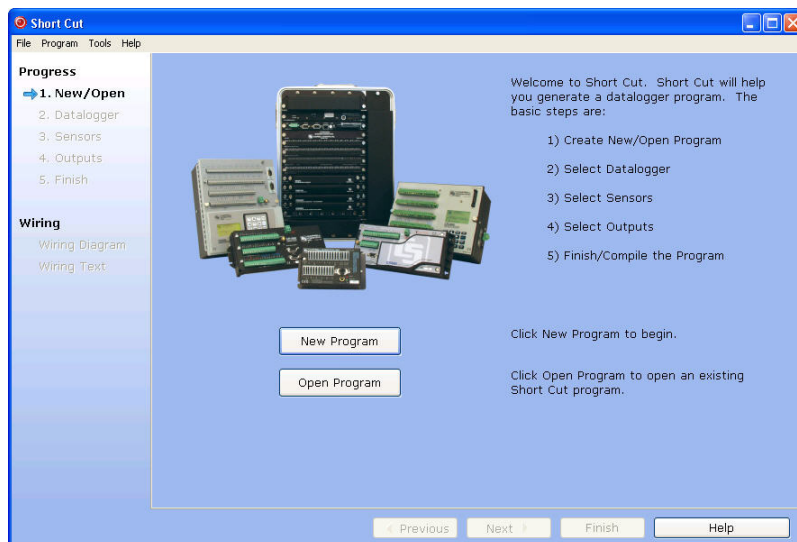 Short Cut
File Program Tools Help
Progress
1. New/Open
2. Datalogger
3. Sensors
4. Outputs
5. Finish
Wiring
Wiring Diagram
Wiring Text
Welcome to Short Cut. Short Cut will help
you generate a datalogger program. The
basic steps are:
1) Create New/Open Program
2) Select Datalogger
3) Select Sensors
4) Select Outputs
5) Finish/Compile the Program
New Program
Click New Program to begin.
Open Program
Click Open Program to open an existing
Short Cut program.
< Previous
Next >
Finish
Help